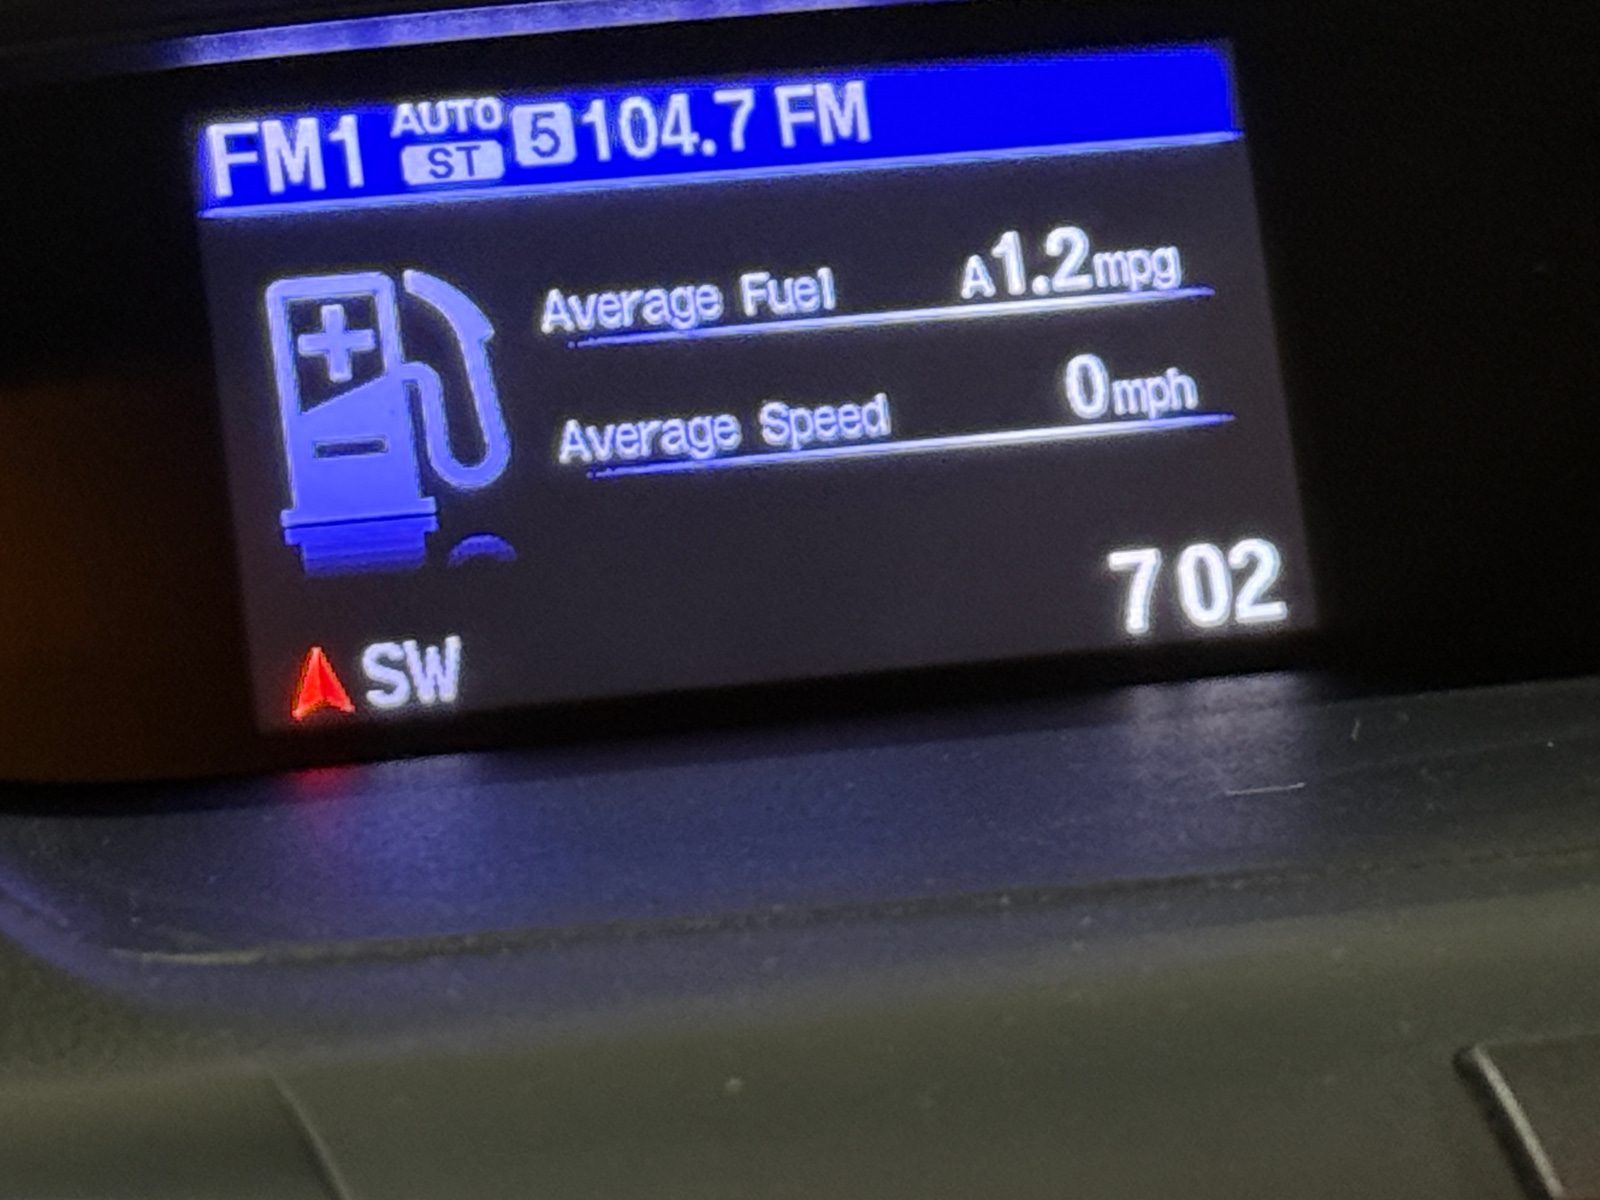 FM1 AUTO ST 5 104.7 FM
Average Fuel A1.2mpg
Average Speed 0mph
7 02
SW